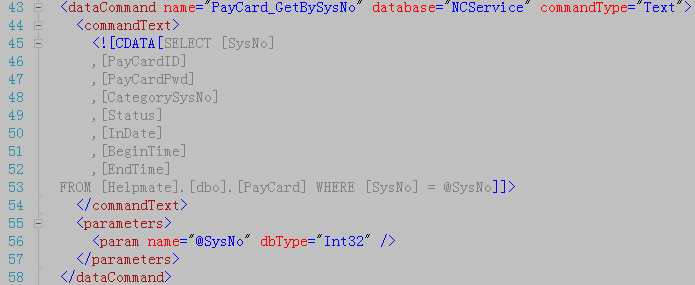 43 <dataCommand name="PayCard_GetBySysNo" database="NCService" commandType="Text">
44 <commandText>
45 <![CDATA[SELECT [SysNo]
46 ,[PayCardID]
47 ,[PayCardPwd]
48 ,[CategorySysNo]
49 ,[Status]
50 ,[InDate]
51 ,[BeginTime]
52 ,[EndTime]
53 FROM [Helpmate].[dbo].[PayCard] WHERE [SysNo] = @SysNo]]>
54 </commandText>
55 <parameters>
56 <param name="@SysNo" dbType="Int32" />
57 </parameters>
58 </dataCommand>